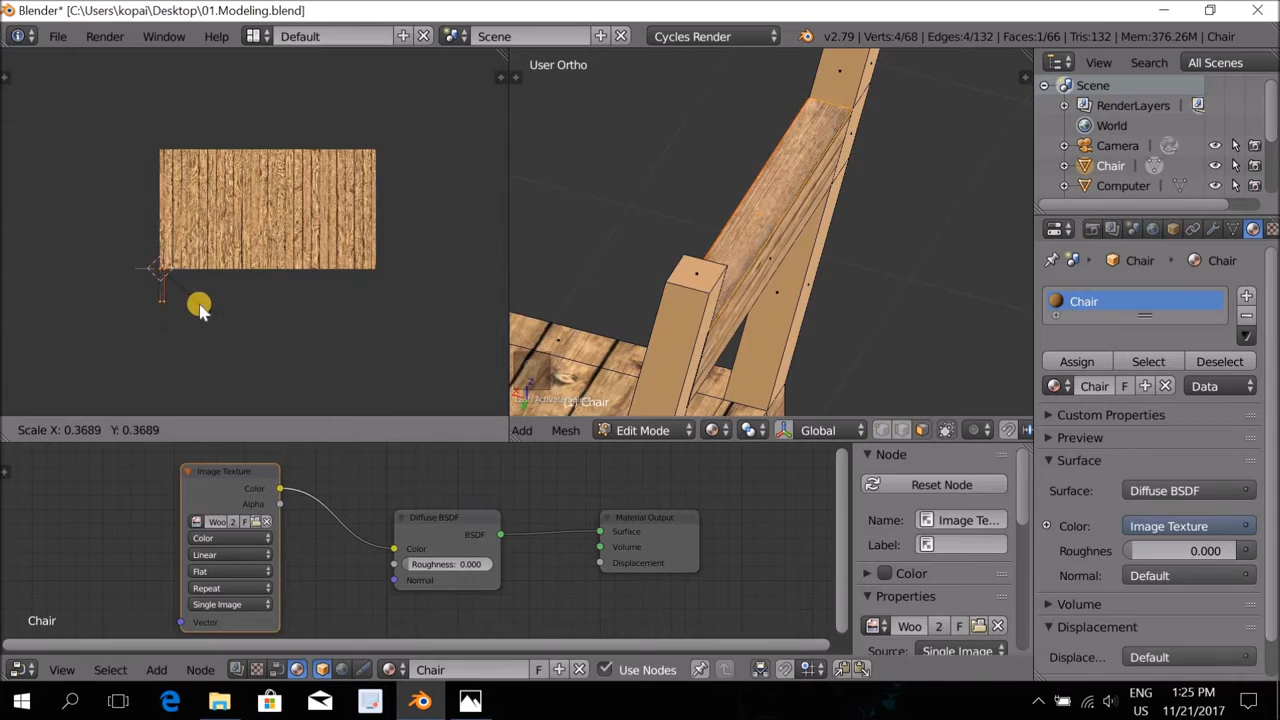 Blender* [C:\Users\kopai\Desktop\01.Modeling.blend]
File Render Window Help Default Scene Cycles Render v2.79 | Verts:4/68 | Edges:4/132 | Faces:1/66 | Tris:132 | Mem:376.26M | Chair
User Ortho
View Search All Scenes
Scene
RenderLayers
World
Camera
Chair
Computer
Chair Chair
Chair
Assign Select Deselect
Chair F Data
Custom Properties
Preview
Surface
Surface: Diffuse BSDF
Color: Image Texture
Roughnes 0.000
Normal: Default
Volume
Displacement
Displace... Default
(1) Chair
Scale X: 0.3689 Y: 0.3689
Add Mesh Edit Mode Global
Image Texture
Color
Alpha
Woo 2 F
Color
Linear
Flat
Repeat
Single Image
Vector
Diffuse BSDF
BSDF
Color
Roughness: 0.000
Normal
Material Output
Surface
Volume
Displacement
Node
Reset Node
Name: Image Te...
Label:
Color
Properties
Woo 2 F
Source: Single Image
Chair
View Select Add Node Chair F Use Nodes
ENG 1:25 PM
US 11/21/2017